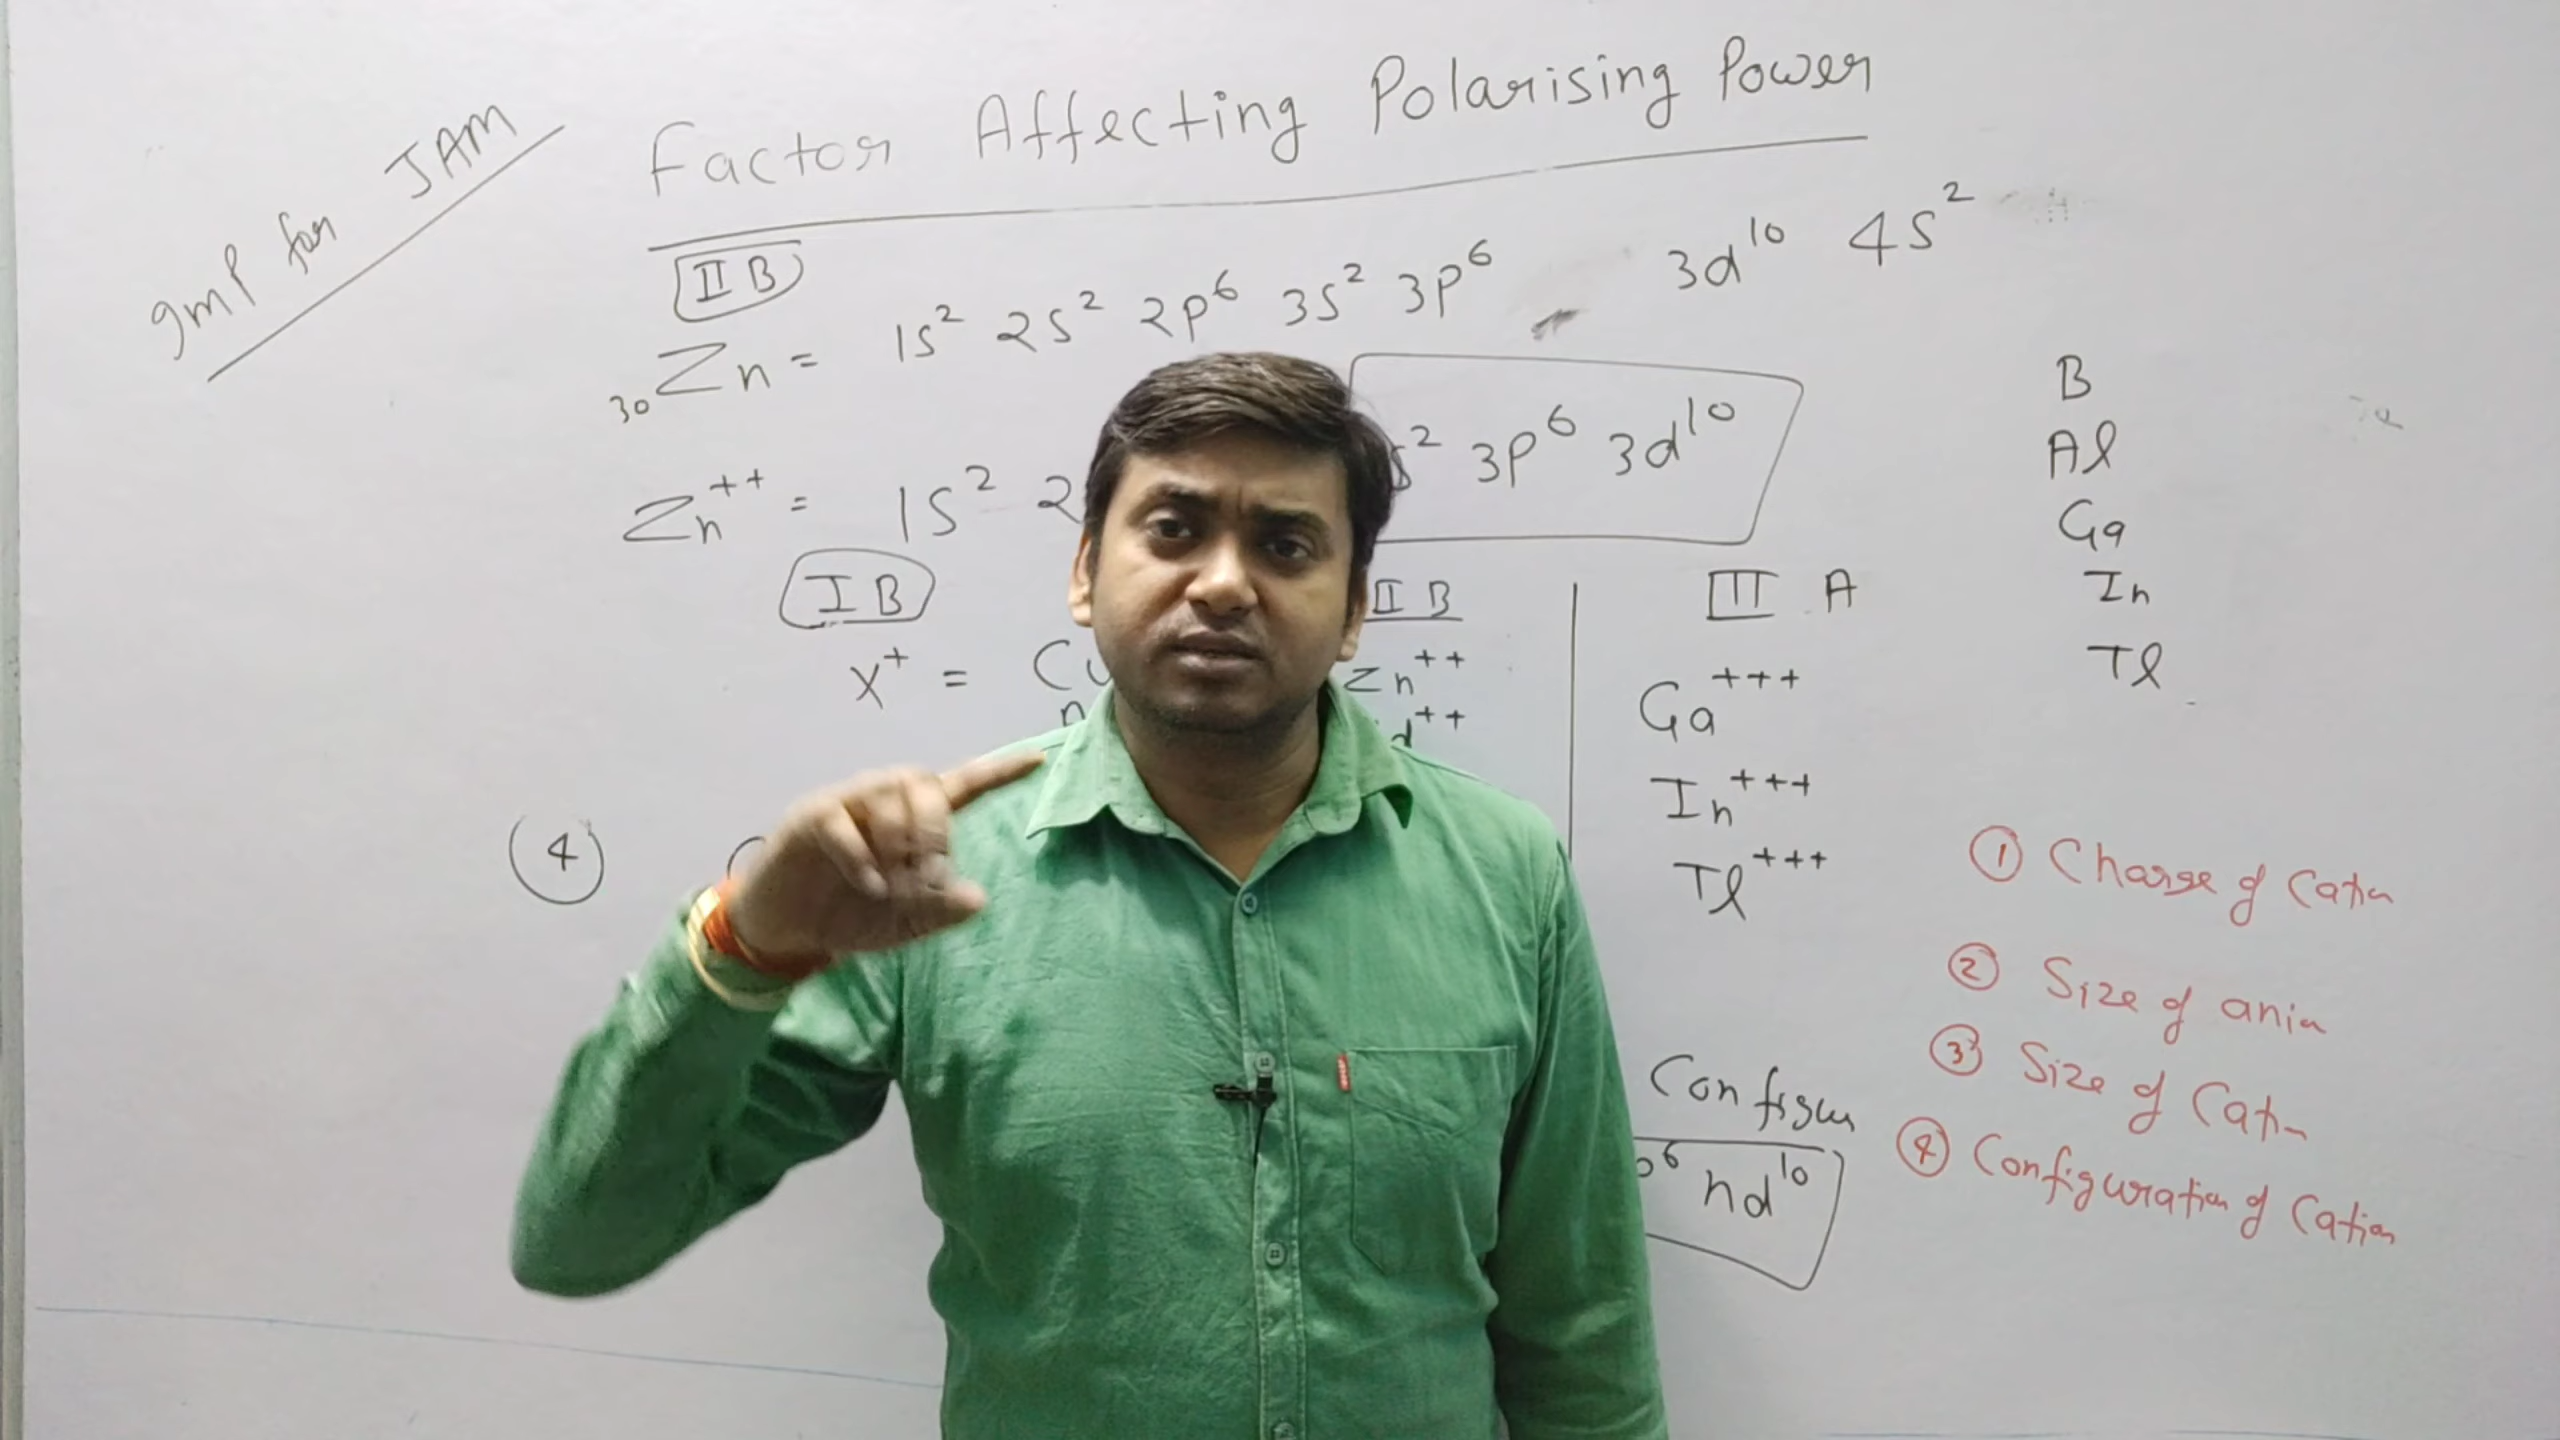 Imp for JAM
Factor Affecting Polarising Power
II B
30Zn = 1s² 2s² 2p⁶ 3s² 3p⁶ 3d¹⁰ 4s²
Zn⁺⁺ = 1s² 2 s² 3p⁶ 3d¹⁰
I B
II B
III A
X⁺ = Cu
Zn⁺⁺
d⁺⁺
Ga⁺⁺⁺
In⁺⁺⁺
Tl⁺⁺⁺
B
Al
Ga
In
Tl
④
Configur
p⁶ nd¹⁰
① Charge of Cation
② Size of anion
③ Size of Cation
④ Configuration of Cation